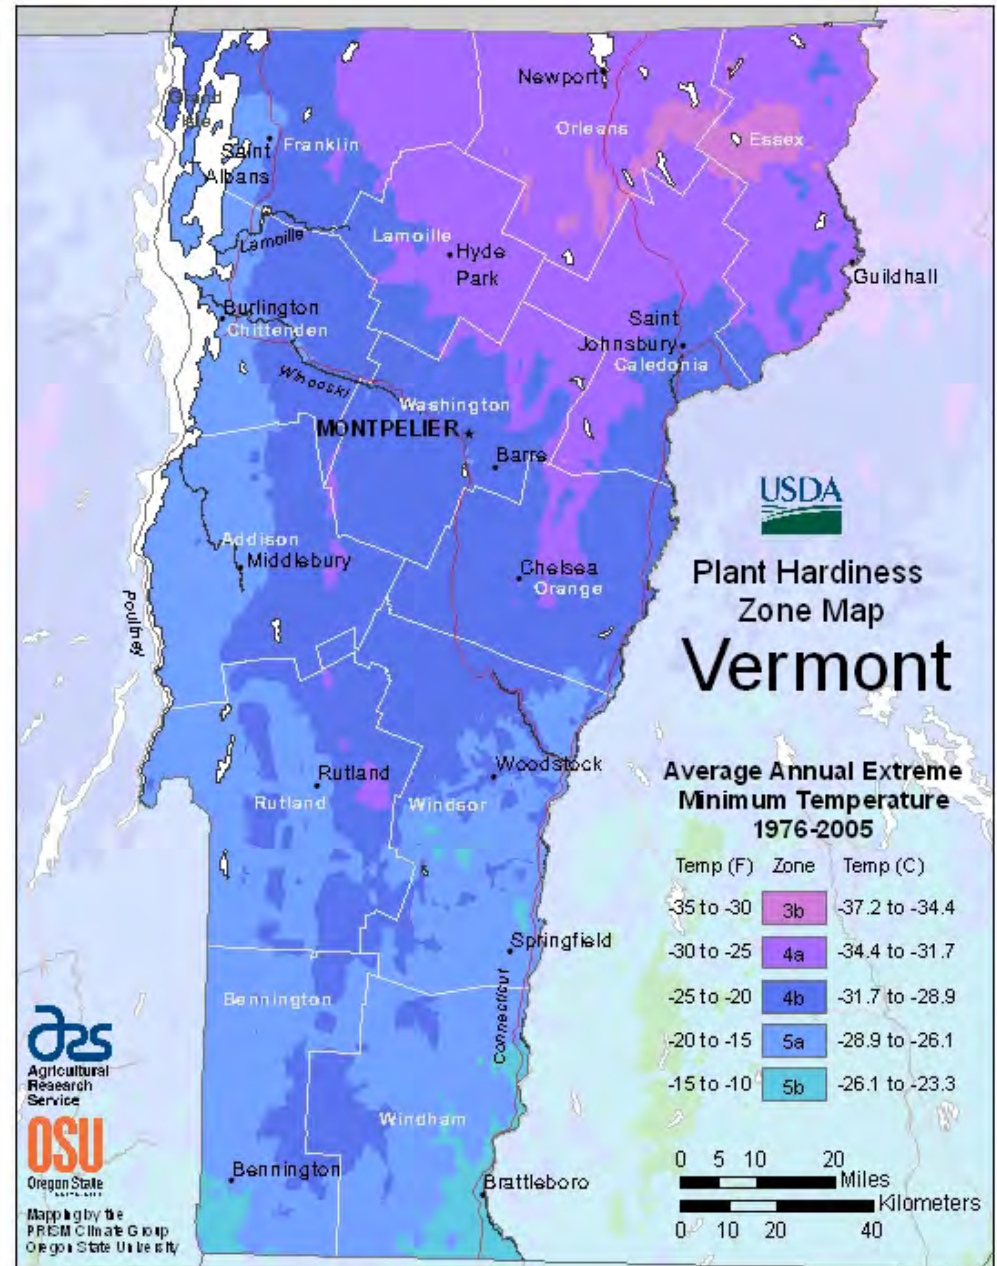 Newport
Orleans
Essex
Grand
Isle
Saint
Albans
Franklin
Lamoille
Lamoille
Hyde
Park
Guildhall
Burlington
Chittenden
Saint
Johnsbury
Caledonia
Winooski
Washington
MONTPELIER
Barre
Addison
Middlebury
Chelsea
Orange
Poultney
USDA
Plant Hardiness
Zone Map
Vermont
Rutland
Rutland
Woodstock
Windsor
Average Annual Extreme
Minimum Temperature
1976-2005
Temp (F) Zone Temp (C)
-35 to -30 3b -37.2 to -34.4
-30 to -25 4a -34.4 to -31.7
-25 to -20 4b -31.7 to -28.9
-20 to -15 5a -28.9 to -26.1
-15 to -10 5b -26.1 to -23.3
Springfield
Bennington
Connecticut
Windham
Bennington
Brattleboro
ars
Agricultural
Research
Service
OSU
Oregon State
Mapping by the
PRISM Climate Group
Oregon State University
0 5 10 20
Miles
Kilometers
0 10 20 40